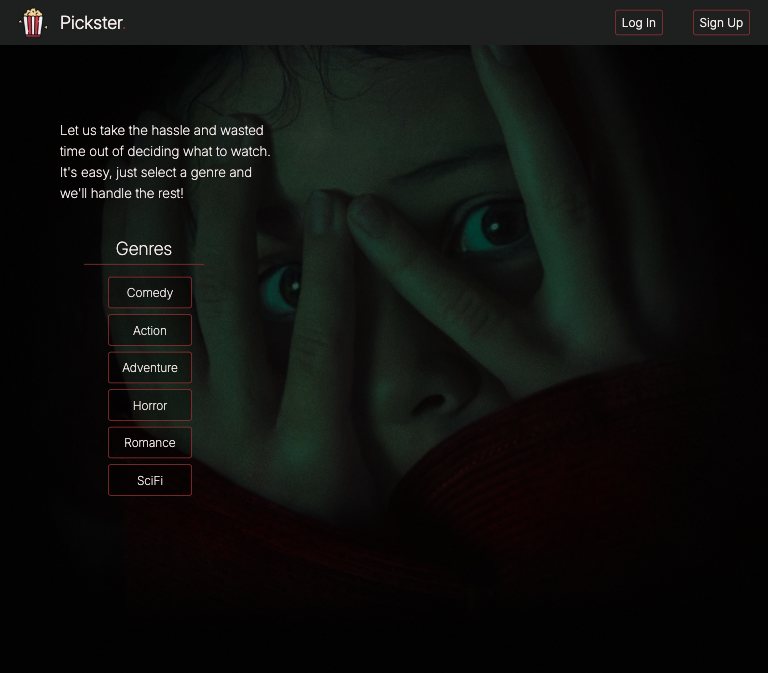 Pickster.
Log In
Sign Up
Let us take the hassle and wasted
time out of deciding what to watch.
It's easy, just select a genre and
we'll handle the rest!
Genres
Comedy
Action
Adventure
Horror
Romance
SciFi